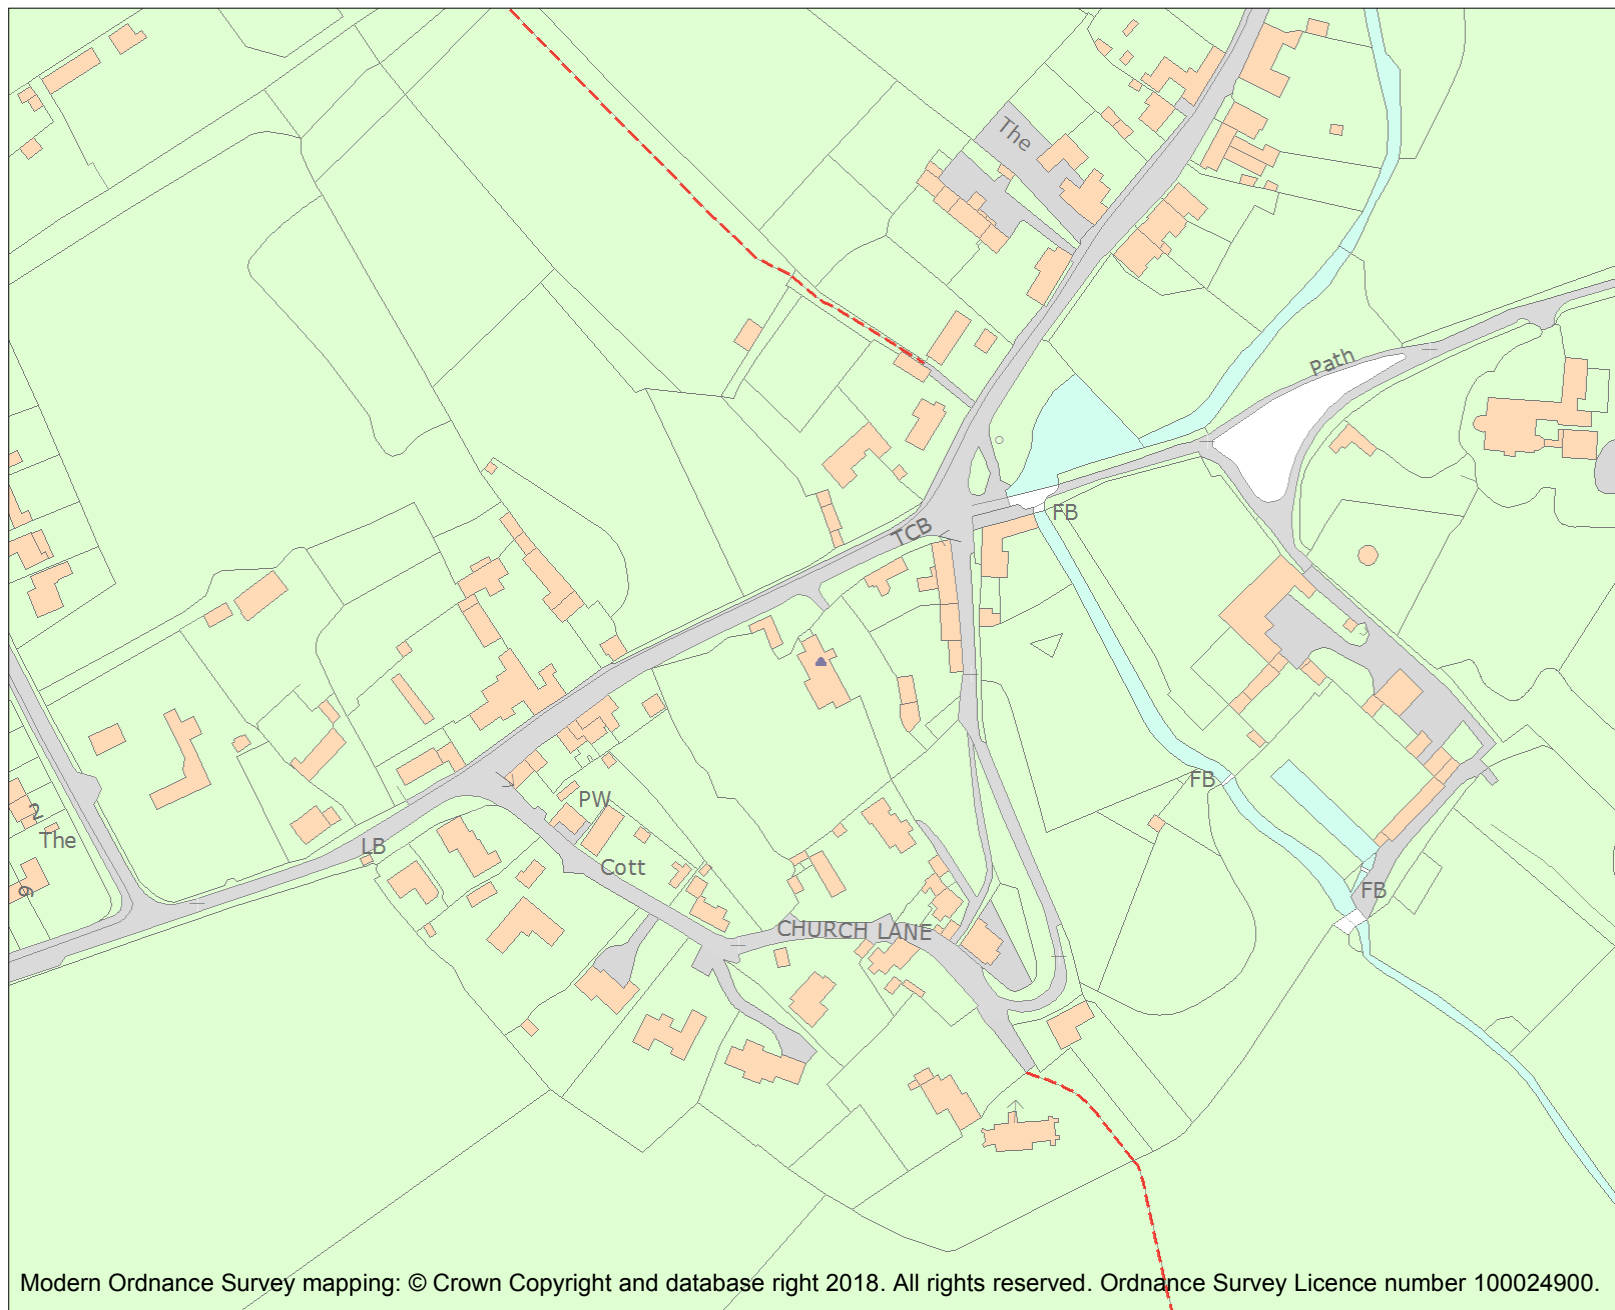 The
Path
FB
TCB
FB
PW
2
The
LB
Cott
9
FB
CHURCH LANE
Modern Ordnance Survey mapping: © Crown Copyright and database right 2018. All rights reserved. Ordnance Survey Licence number 100024900.